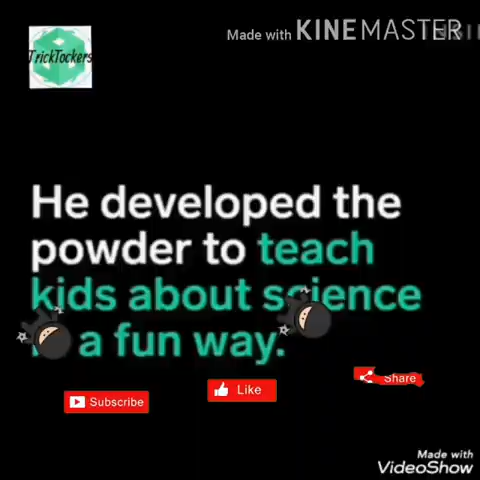 Made with KINEMASTER
TrickTockers
He developed the
powder to teach
kids about science
a fun way.
Subscribe
Like
Share
Made with
VideoShow